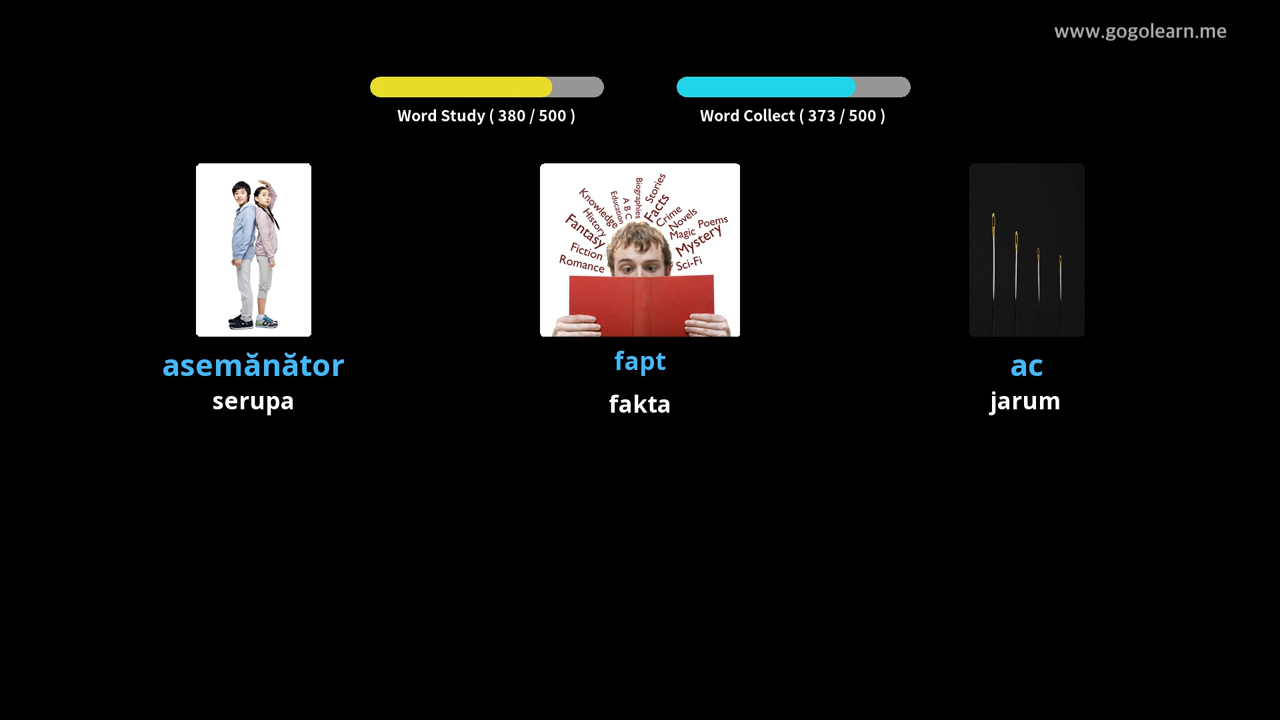 www.gogolearn.me
Word Study ( 380 / 500 )
Word Collect ( 373 / 500 )
Knowledge
History
Fantasy
Fiction
Romance
Education
A B C
Biographies
Stories
Facts
Crime
Novels
Magic
Poems
Mystery
Sci-Fi
asemănător
fapt
ac
serupa
fakta
jarum